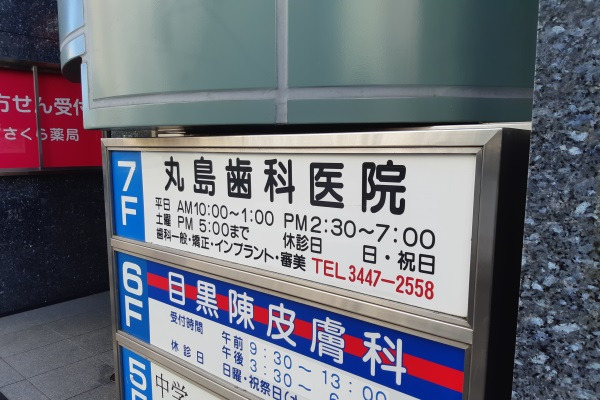 方せん受付
さくら薬局
7F
丸島歯科医院
平日 AM10:00～1:00 PM2:30～7:00
土曜 PM 5:00まで 休診日 日・祝日
歯科一般・矯正・インプラント・審美 TEL 3447-2558
6F
目黒陳皮膚科
受付時間 午前 9:30～13:00
午後 3:30～
休診日 日曜・祝祭日
5
中学